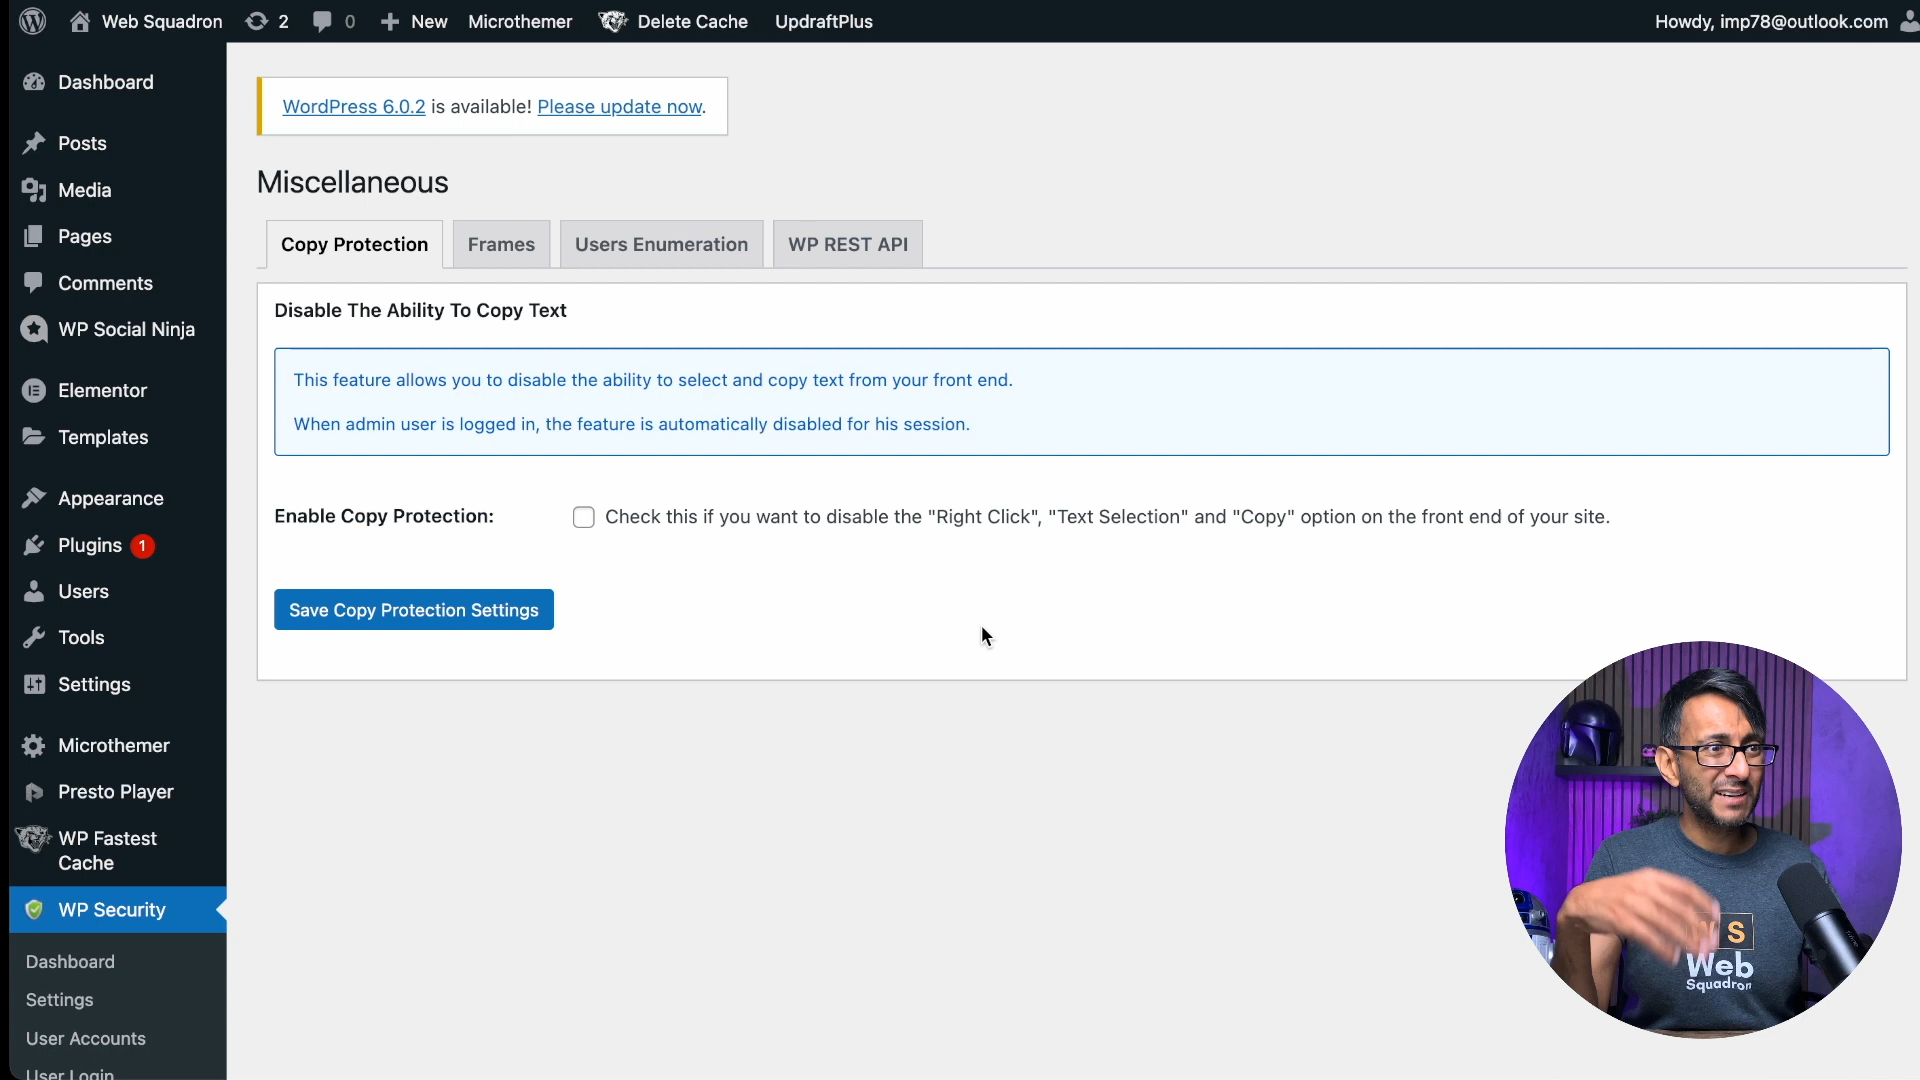 Web Squadron 2 0 New Microthemer Delete Cache UpdraftPlus Howdy, imp78@outlook.com
Dashboard
Posts
Media
Pages
Comments
WP Social Ninja
Elementor
Templates
Appearance
Plugins 1
Users
Tools
Settings
Microthemer
Presto Player
WP Fastest
Cache
WP Security
Dashboard
Settings
User Accounts
User Login
WordPress 6.0.2 is available! Please update now.
Miscellaneous
Copy Protection Frames Users Enumeration WP REST API
Disable The Ability To Copy Text
This feature allows you to disable the ability to select and copy text from your front end.
When admin user is logged in, the feature is automatically disabled for his session.
Enable Copy Protection: Check this if you want to disable the "Right Click", "Text Selection" and "Copy" option on the front end of your site.
Save Copy Protection Settings
S
Web
Squadron